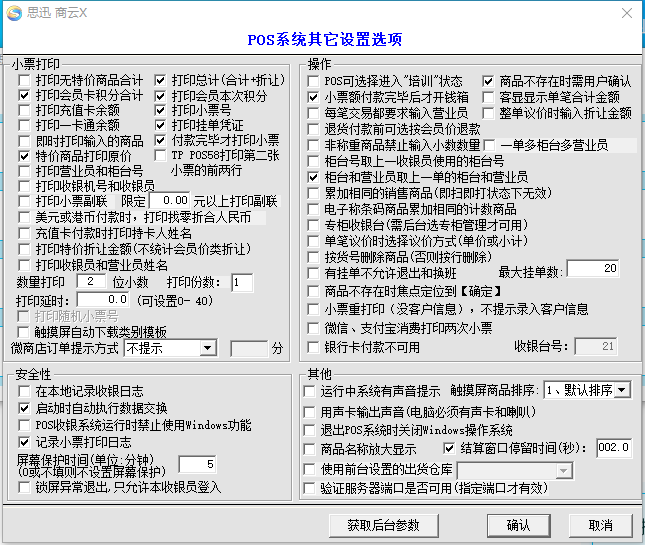 思迅 商云X
POS系统其它设置选项
小票打印
打印无特价商品合计 打印总计(合计+折让)
打印会员卡积分合计 打印会员本次积分
打印充值卡余额 打印小票号
打印一卡通余额 打印挂单凭证
即时打印输入的商品 付款完毕才打印小票
特价商品打印原价 TP POS58打印第二张
打印营业员和柜台号 小票的前两行
打印收银机号和收银员
打印小票副联 限定 0.00 元以上打印副联
美元或港币付款时，打印找零折合人民币
充值卡付款时打印持卡人姓名
打印特价折让金额(不统计会员价类折让)
打印收银员和营业员姓名
数量打印 2 位小数 打印份数: 1
打印延时: 0.0 (可设置0- 40)
打印随机小票号
触摸屏自动下载类别模板
微商店订单提示方式 不提示 分
操作
POS可选择进入"培训"状态 商品不存在时需用户确认
小票额付款完毕后才开钱箱 客显显示单笔合计金额
每笔交易都要求输入营业员 整单议价时输入折让金额
退货付款前可选按会员价退款
非称重商品禁止输入小数数量 一单多柜台多营业员
柜台号取上一收银员使用的柜台号
柜台和营业员取上一单的柜台和营业员
累加相同的销售商品(即扫即打状态下无效)
电子称条码商品累加相同的计数商品
专柜收银台(需后台选专柜管理才可用)
单笔议价时选择议价方式(单价或小计)
按货号删除商品(否则按行删除)
有挂单不允许退出和换班 最大挂单数: 20
商品不存在时焦点定位到【确定】
小票重打印（没客户信息），不提示录入客户信息
微信、支付宝消费打印两次小票
银行卡付款不可用 收银台号: 21
安全性
在本地记录收银日志
启动时自动执行数据交换
POS收银系统运行时禁止使用Windows功能
记录小票打印日志
屏幕保护时间(单位:分钟) 5
(0或不填则不设置屏幕保护)
锁屏异常退出,只允许本收银员登入
其他
运行中系统有声音提示 触摸屏商品排序: 1、默认排序
用声卡输出声音(电脑必须有声卡和喇叭)
退出POS系统时关闭Windows操作系统
商品名称放大显示 结算窗口停留时间(秒): 002.0
使用前台设置的出货仓库
验证服务器端口是否可用(指定端口才有效)
获取后台参数 确认 取消